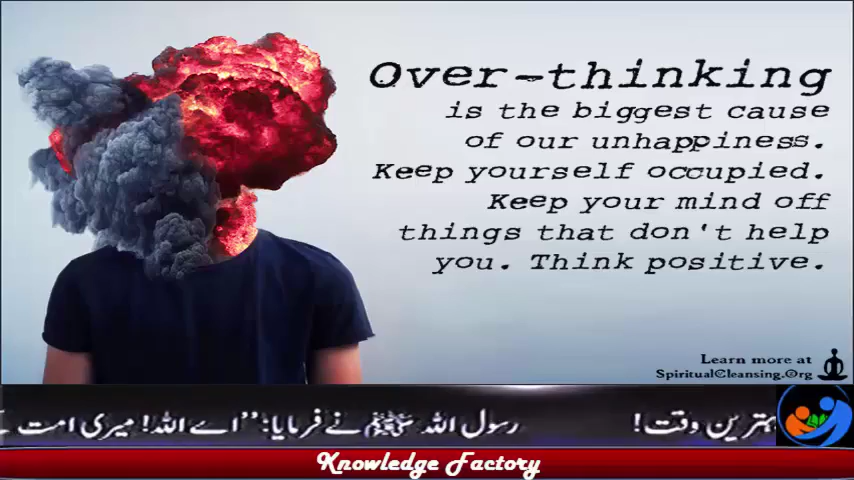 Over-thinking
is the biggest cause
of our unhappiness.
Keep yourself occupied.
Keep your mind off
things that don't help
you. Think positive.
Learn more at
SpiritualCleansing.Org
بہترین وقت! رسول اللہ ﷺ نے فرمایا: ’’اے اللہ! میری امت
Knowledge Factory